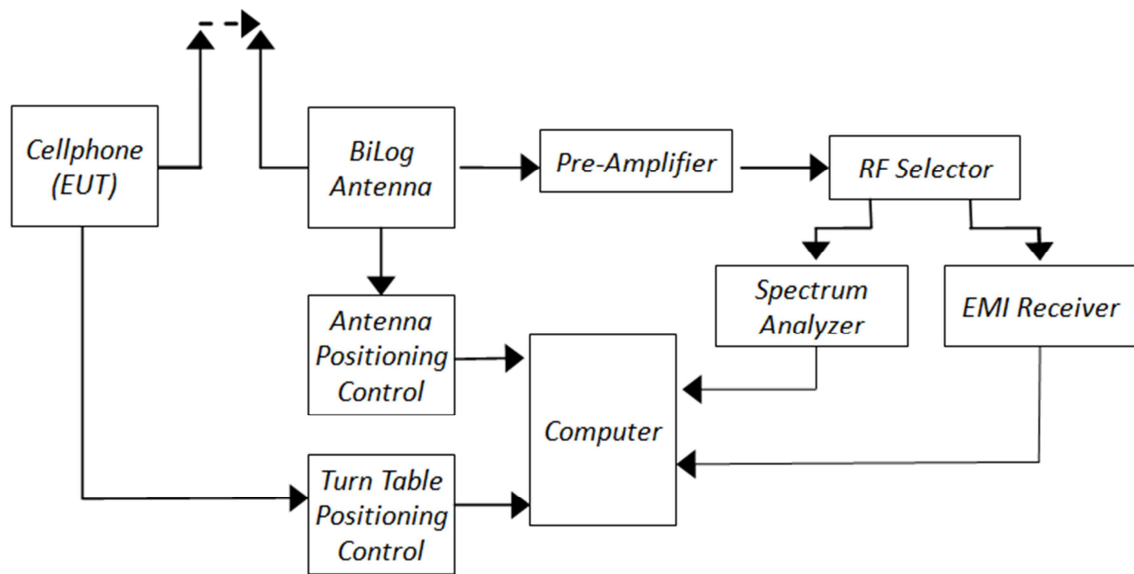 Cellphone
(EUT)
BiLog
Antenna
Pre-Amplifier
RF Selector
Spectrum
Analyzer
EMI Receiver
Antenna
Positioning
Control
Computer
Turn Table
Positioning
Control